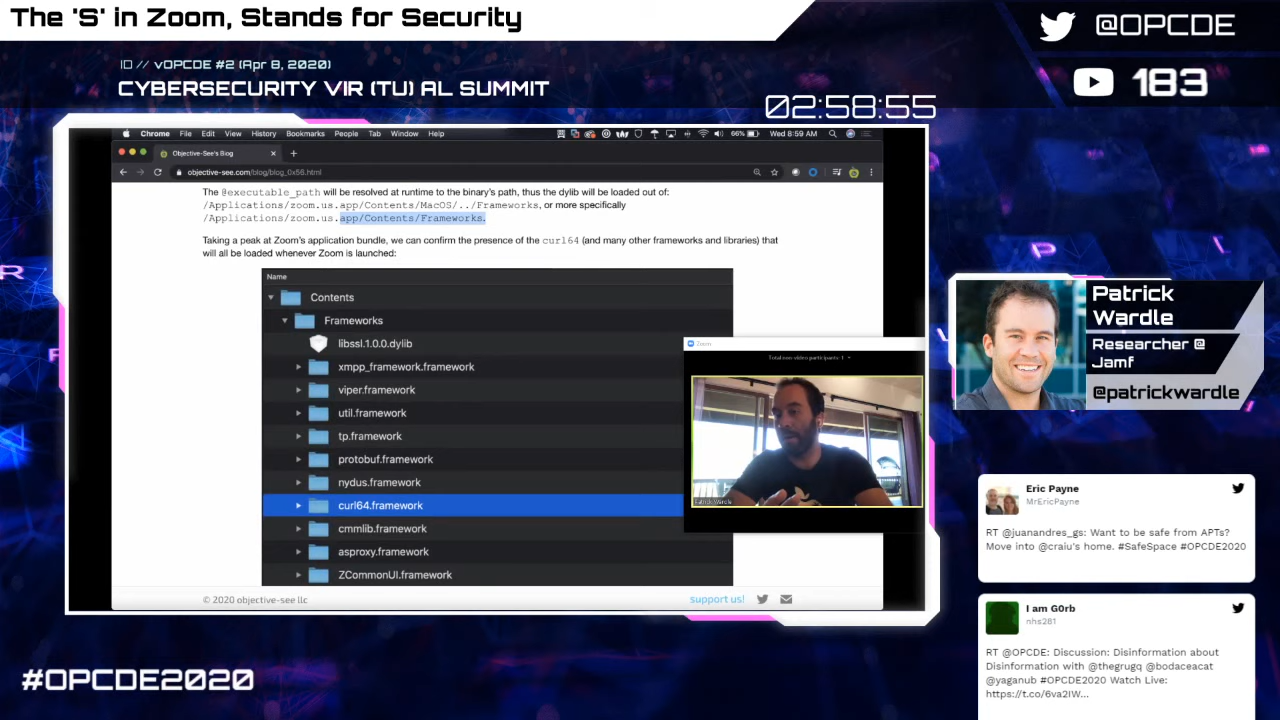 The 'S' in Zoom, Stands for Security
@OPCDE
ID // vOPCDE #2 (Apr 8, 2020)
CYBERSECURITY VIR (TU) AL SUMMIT
183
02:58:55
Chrome File Edit View History Bookmarks People Tab Window Help
66%
Wed 8:59 AM
Objective-See's Blog
objective-see.com/blog/blog_0x56.html
The @executable_path will be resolved at runtime to the binary's path, thus the dylib will be loaded out of:
/Applications/zoom.us.app/Contents/MacOS/../Frameworks, or more specifically
/Applications/zoom.us.app/Contents/Frameworks.
Taking a peak at Zoom's application bundle, we can confirm the presence of the curl64 (and many other frameworks and libraries) that
will all be loaded whenever Zoom is launched:
Name
Contents
Frameworks
libssl.1.0.0.dylib
xmpp_framework.framework
viper.framework
util.framework
tp.framework
protobuf.framework
nydus.framework
curl64.framework
cmmlib.framework
asproxy.framework
ZCommonUI.framework
© 2020 objective-see llc
support us!
Zoom
Total non-video participants: 1
Patrick Wardle
Patrick
Wardle
Researcher @
Jamf
@patrickwardle
Eric Payne
MrEricPayne
RT @juanandres_gs: Want to be safe from APTs?
Move into @craiu's home. #SafeSpace #OPCDE2020
I am G0rb
nhs281
RT @OPCDE: Discussion: Disinformation about
Disinformation with @thegrugq @bodaceacat
@yaganub #OPCDE2020 Watch Live:
https://t.co/6va2IW...
#OPCDE2020